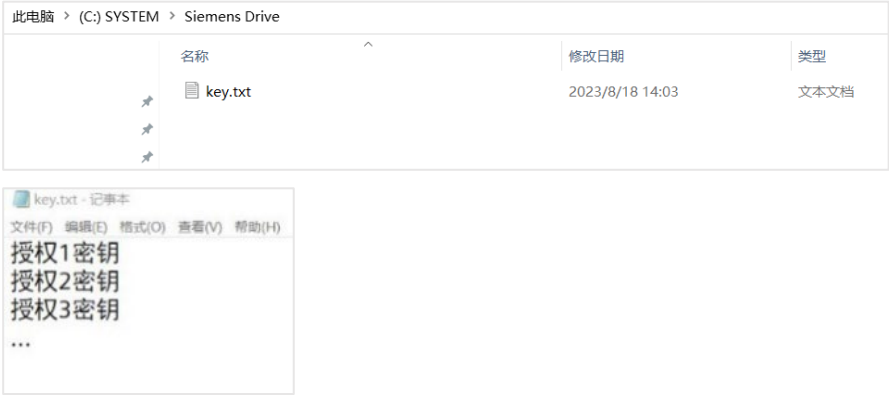 此电脑 > (C:) SYSTEM > Siemens Drive
名称 修改日期 类型
key.txt 2023/8/18 14:03 文本文档
key.txt - 记事本
文件(F) 编辑(E) 格式(O) 查看(V) 帮助(H)
授权1密钥
授权2密钥
授权3密钥
...